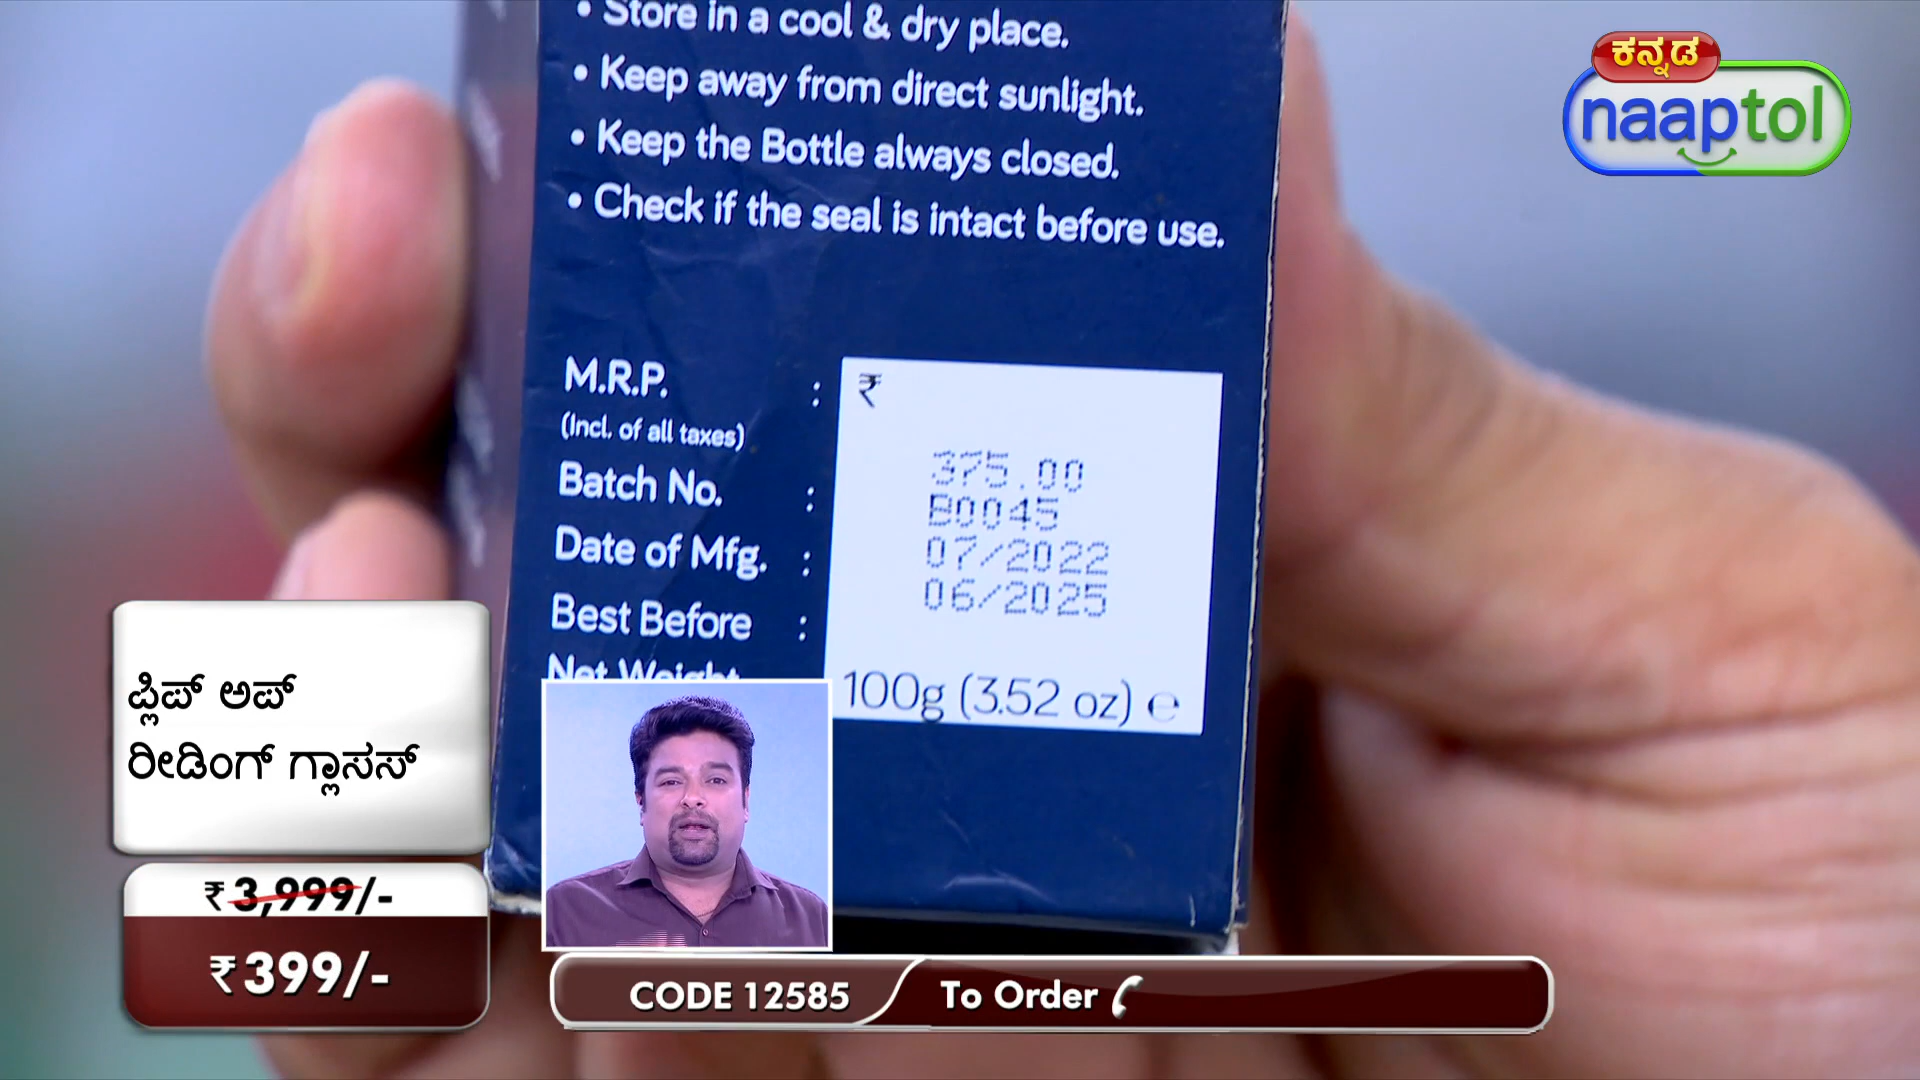 • Store in a cool & dry place.
• Keep away from direct sunlight.
• Keep the Bottle always closed.
• Check if the seal is intact before use.
M.R.P. : ₹
(Incl. of all taxes) 375.00
Batch No. : B0045
Date of Mfg. : 07/2022
Best Before : 06/2025
Net Weight 100g (3.52 oz) ℮
ಕನ್ನಡ
naaptol
ಪ್ಲಿಪ್ ಅಪ್
ರೀಡಿಂಗ್ ಗ್ಲಾಸಸ್
₹3,999/-
₹399/-
CODE 12585 To Order